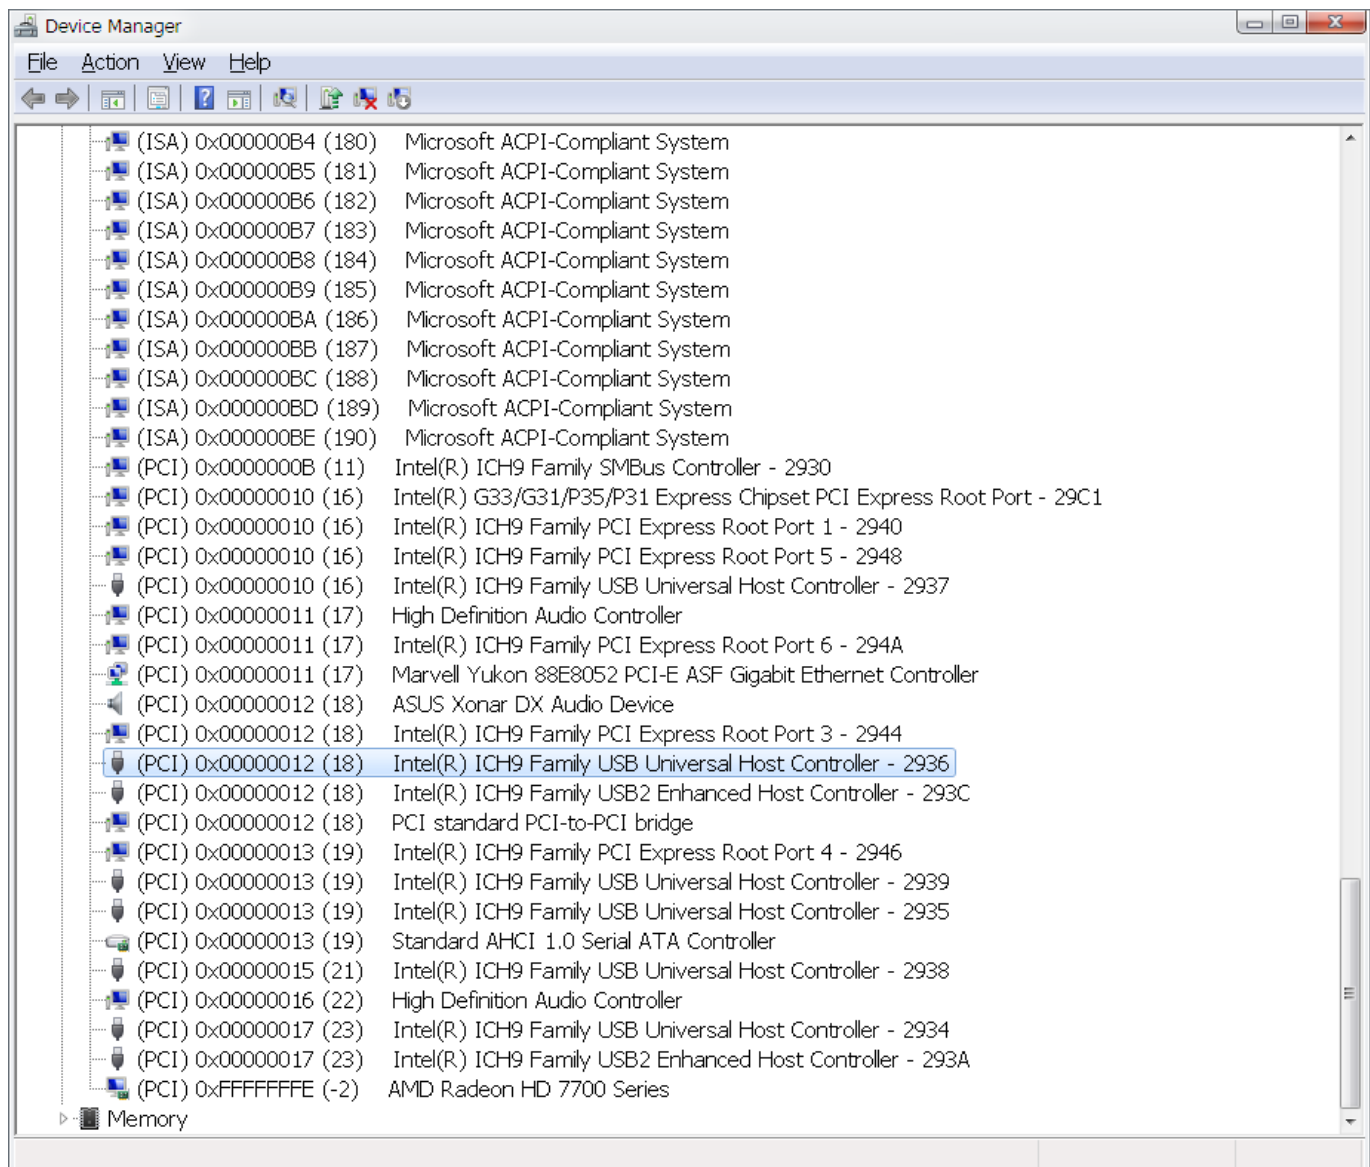 Device Manager
File Action View Help
(ISA) 0x000000B4 (180) Microsoft ACPI-Compliant System
(ISA) 0x000000B5 (181) Microsoft ACPI-Compliant System
(ISA) 0x000000B6 (182) Microsoft ACPI-Compliant System
(ISA) 0x000000B7 (183) Microsoft ACPI-Compliant System
(ISA) 0x000000B8 (184) Microsoft ACPI-Compliant System
(ISA) 0x000000B9 (185) Microsoft ACPI-Compliant System
(ISA) 0x000000BA (186) Microsoft ACPI-Compliant System
(ISA) 0x000000BB (187) Microsoft ACPI-Compliant System
(ISA) 0x000000BC (188) Microsoft ACPI-Compliant System
(ISA) 0x000000BD (189) Microsoft ACPI-Compliant System
(ISA) 0x000000BE (190) Microsoft ACPI-Compliant System
(PCI) 0x0000000B (11) Intel(R) ICH9 Family SMBus Controller - 2930
(PCI) 0x00000010 (16) Intel(R) G33/G31/P35/P31 Express Chipset PCI Express Root Port - 29C1
(PCI) 0x00000010 (16) Intel(R) ICH9 Family PCI Express Root Port 1 - 2940
(PCI) 0x00000010 (16) Intel(R) ICH9 Family PCI Express Root Port 5 - 2948
(PCI) 0x00000010 (16) Intel(R) ICH9 Family USB Universal Host Controller - 2937
(PCI) 0x00000011 (17) High Definition Audio Controller
(PCI) 0x00000011 (17) Intel(R) ICH9 Family PCI Express Root Port 6 - 294A
(PCI) 0x00000011 (17) Marvell Yukon 88E8052 PCI-E ASF Gigabit Ethernet Controller
(PCI) 0x00000012 (18) ASUS Xonar DX Audio Device
(PCI) 0x00000012 (18) Intel(R) ICH9 Family PCI Express Root Port 3 - 2944
(PCI) 0x00000012 (18) Intel(R) ICH9 Family USB Universal Host Controller - 2936
(PCI) 0x00000012 (18) Intel(R) ICH9 Family USB2 Enhanced Host Controller - 293C
(PCI) 0x00000012 (18) PCI standard PCI-to-PCI bridge
(PCI) 0x00000013 (19) Intel(R) ICH9 Family PCI Express Root Port 4 - 2946
(PCI) 0x00000013 (19) Intel(R) ICH9 Family USB Universal Host Controller - 2939
(PCI) 0x00000013 (19) Intel(R) ICH9 Family USB Universal Host Controller - 2935
(PCI) 0x00000013 (19) Standard AHCI 1.0 Serial ATA Controller
(PCI) 0x00000015 (21) Intel(R) ICH9 Family USB Universal Host Controller - 2938
(PCI) 0x00000016 (22) High Definition Audio Controller
(PCI) 0x00000017 (23) Intel(R) ICH9 Family USB Universal Host Controller - 2934
(PCI) 0x00000017 (23) Intel(R) ICH9 Family USB2 Enhanced Host Controller - 293A
(PCI) 0xFFFFFFFE (-2) AMD Radeon HD 7700 Series
Memory